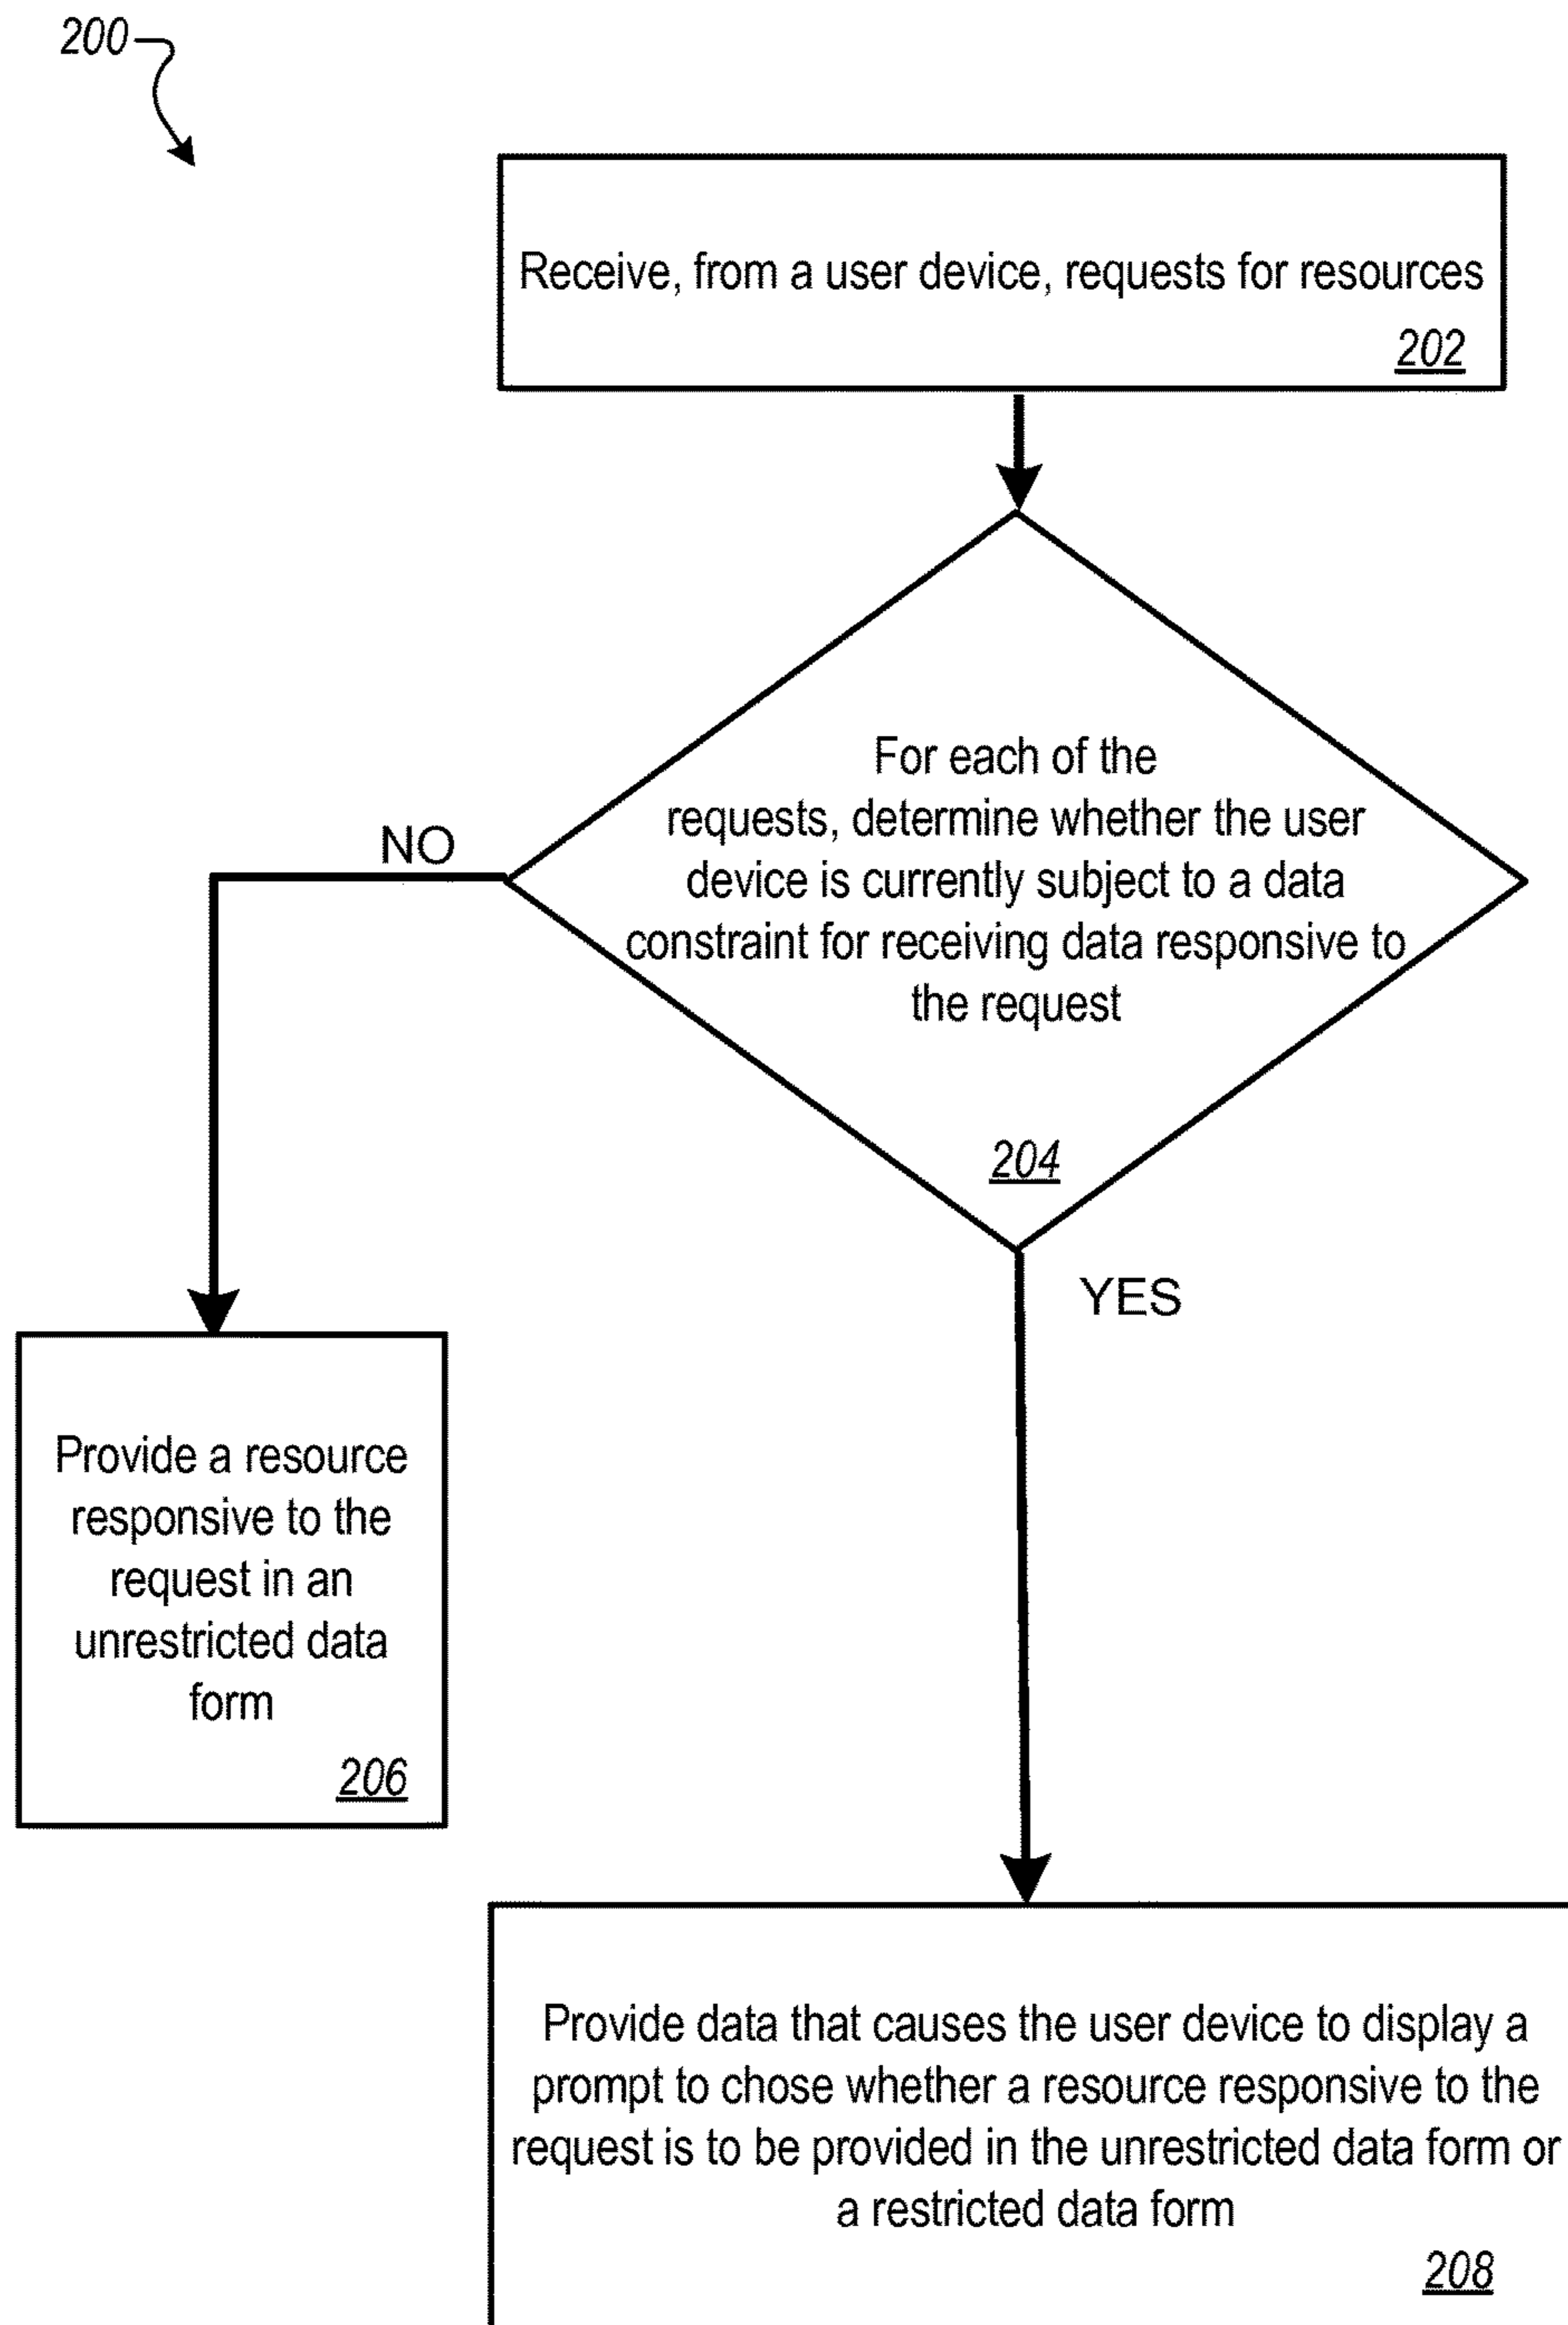 200
Receive, from a user device, requests for resources
202
For each of the
requests, determine whether the user
device is currently subject to a data
constraint for receiving data responsive to
the request
204
NO
YES
Provide a resource
responsive to the
request in an
unrestricted data
form
206
Provide data that causes the user device to display a
prompt to chose whether a resource responsive to the
request is to be provided in the unrestricted data form or
a restricted data form
208